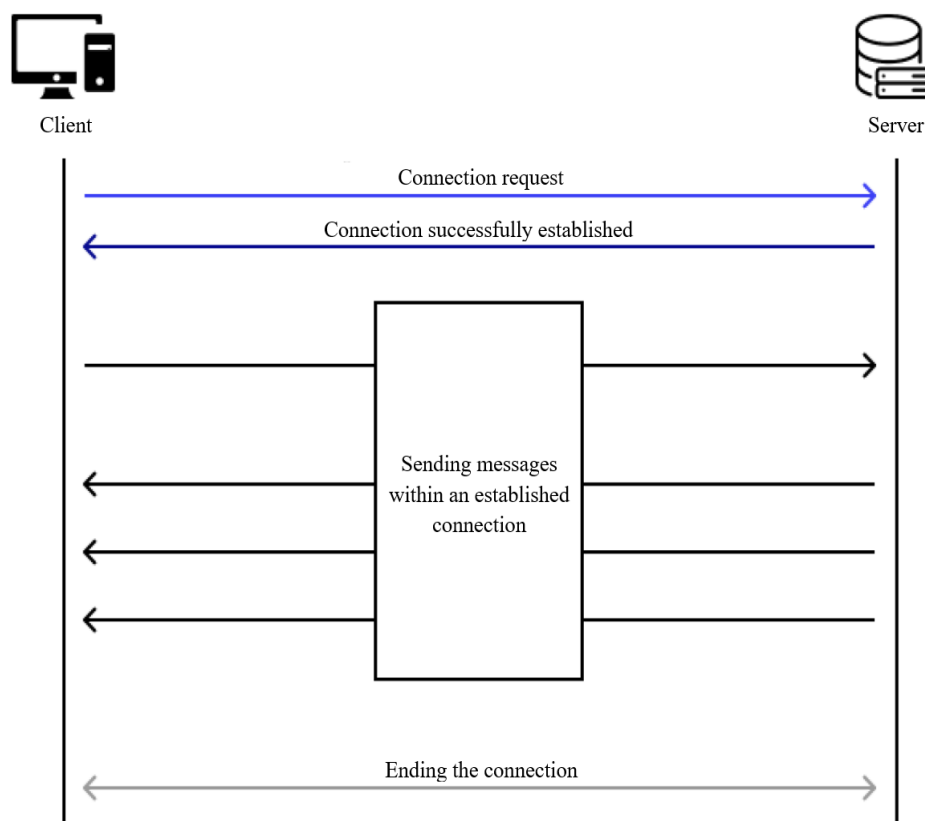 Client
Server
Connection request
Connection successfully established
Sending messages
within an established
connection
Ending the connection